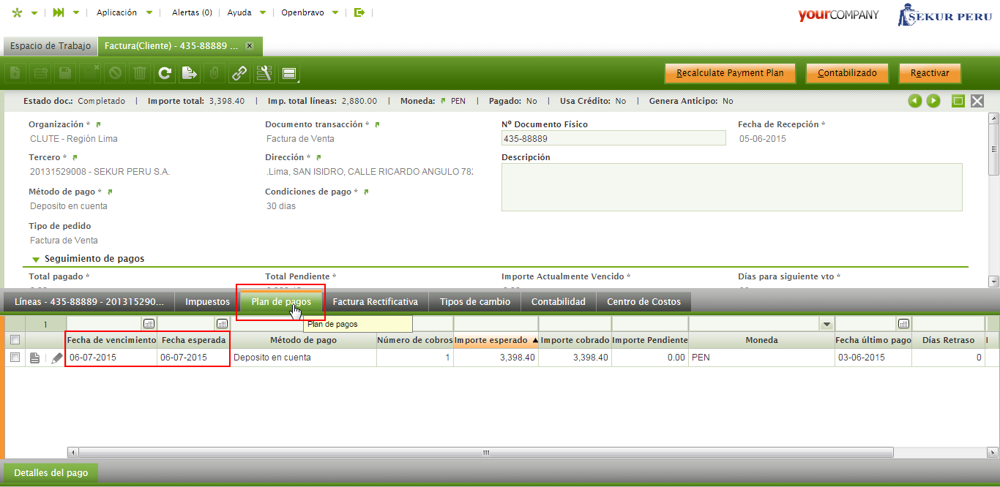 Aplicación Alertas (0) Ayuda Openbravo yourCOMPANY SEKUR PERU
Espacio de Trabajo Factura(Cliente) - 435-88889 ... x
Recalculate Payment Plan Contabilizado Reactivar
Estado doc.: Completado | Importe total: 3,398.40 | Imp. total líneas: 2,880.00 | Moneda: PEN | Pagado: No | Usa Crédito: No | Genera Anticipo: No
Organización * Documento transacción * Nº Documento Físico Fecha de Recepción *
CLUTE - Región Lima Factura de Venta 435-88889 05-06-2015
Tercero * Dirección * Descripción
20131529008 - SEKUR PERU S.A. .Lima, SAN ISIDRO, CALLE RICARDO ANGULO 782
Método de pago * Condiciones de pago *
Deposito en cuenta 30 dias
Tipo de pedido
Factura de Venta
Seguimiento de pagos
Total pagado * Total Pendiente * Importe Actualmente Vencido * Días para siguiente vto *
Líneas - 435-88889 - 201315290... Impuestos Plan de pagos Factura Rectificativa Tipos de cambio Contabilidad Centro de Costos
1 Plan de pagos
Fecha de vencimiento Fecha esperada Método de pago Número de cobros Importe esperado Importe cobrado Importe Pendiente Moneda Fecha último pago Días Retraso
06-07-2015 06-07-2015 Deposito en cuenta 1 3,398.40 3,398.40 0.00 PEN 03-06-2015 0
Detalles del pago